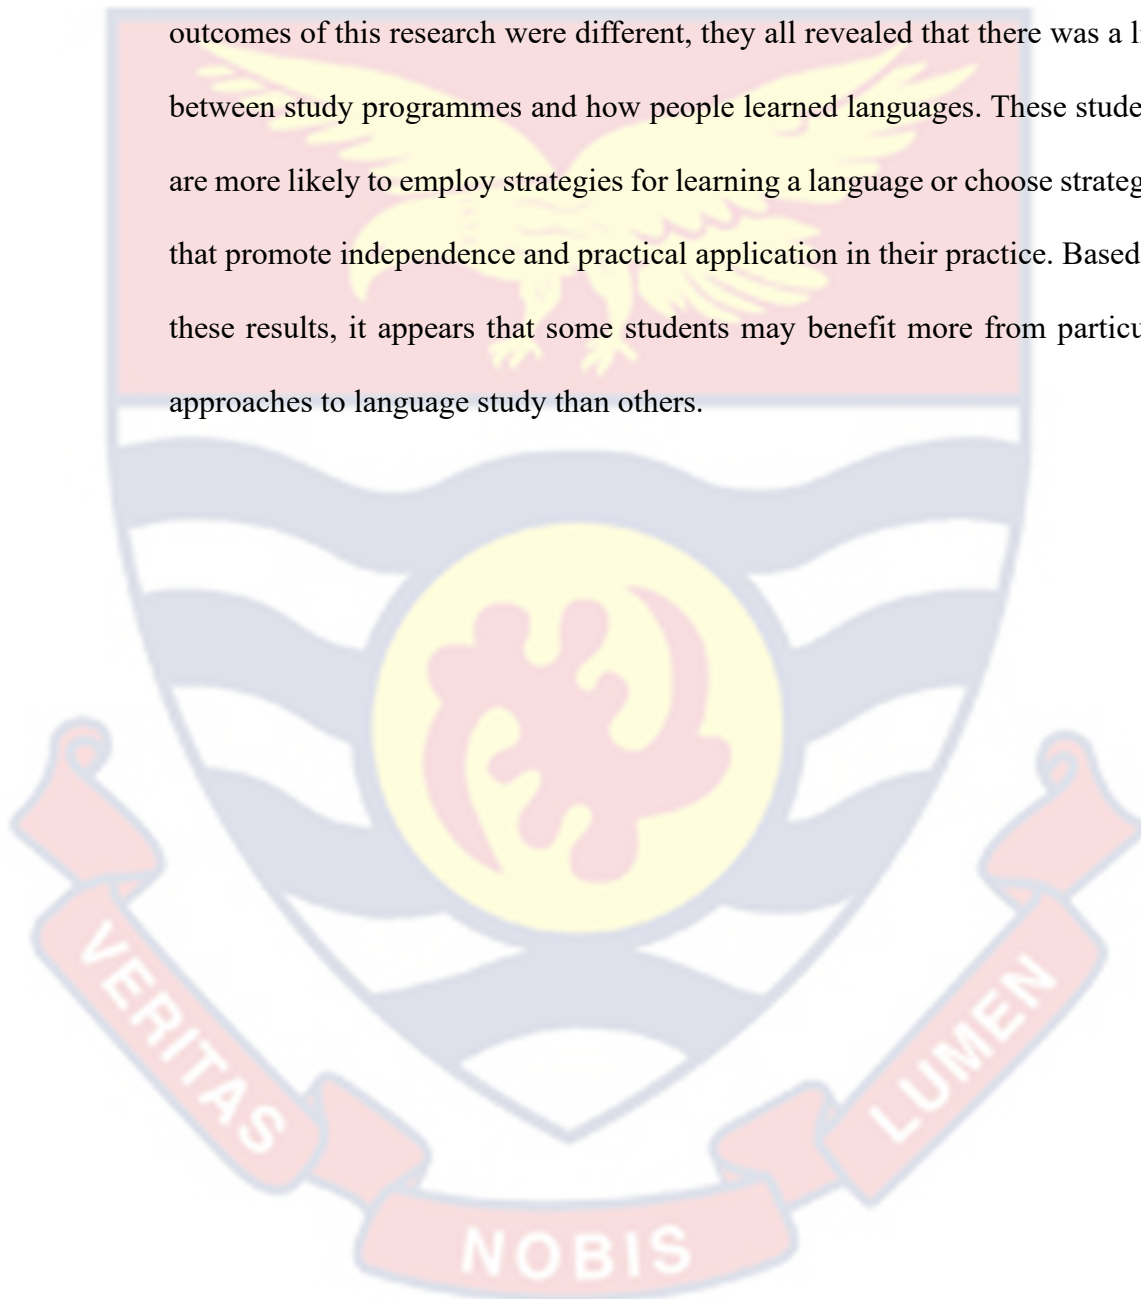 outcomes of this research were different, they all revealed that there was a
between study programmes and how people learned languages. These
are more likely to employ strategies for learning a language or choose
that promote independence and practical application in their practice. Based
these results, it appears that some students may benefit more from
approaches to language study than others.
VERITAS
NOBIS
LUMEN